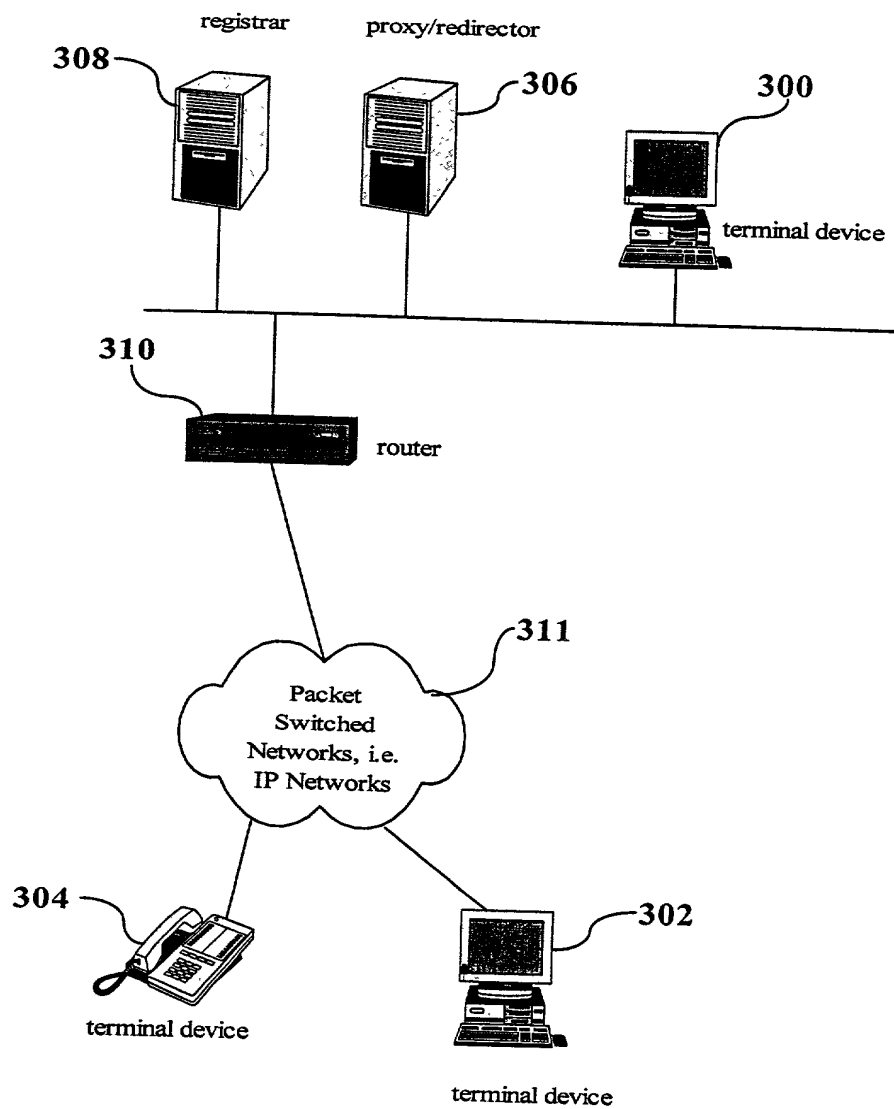 registrar
proxy/redirector
308
306
300
terminal device
310
router
311
Packet
Switched
Networks, i.e.
IP Networks
304
302
terminal device
terminal device